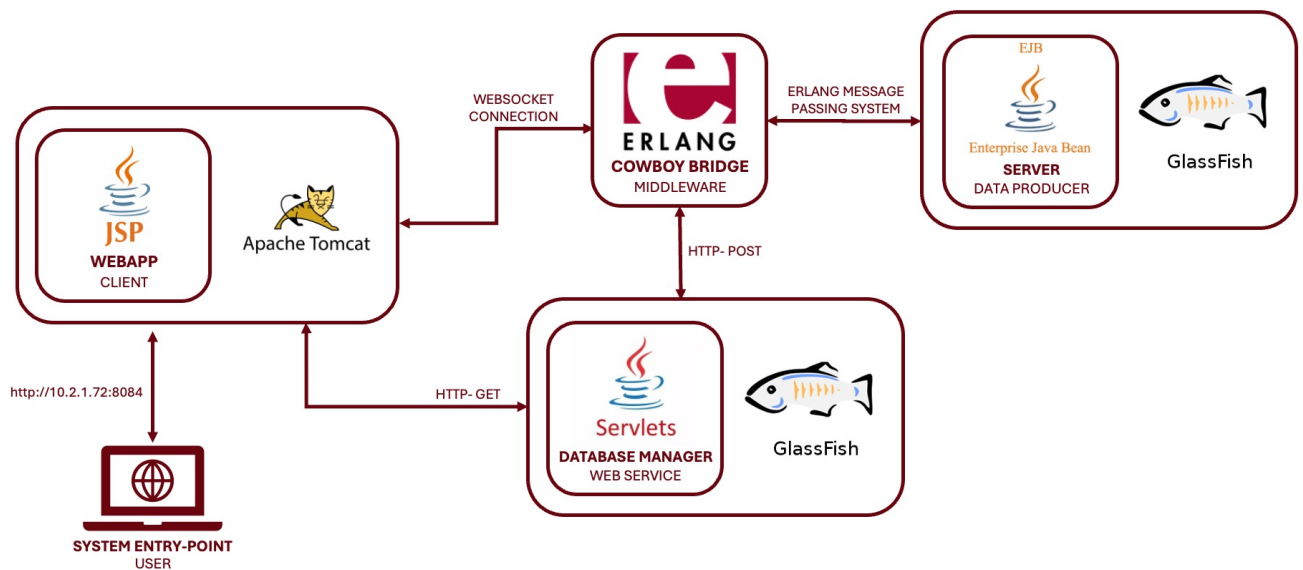 EJB
Enterprise Java Bean
SERVER
DATA PRODUCER
GlassFish
ERLANG MESSAGE
PASSING SYSTEM
ERLANG
COWBOY BRIDGE
MIDDLEWARE
WEBSOCKET
CONNECTION
JSP
WEBAPP
CLIENT
Apache Tomcat
HTTP- POST
HTTP- GET
Servlets
DATABASE MANAGER
WEB SERVICE
GlassFish
http://10.2.1.72:8084
SYSTEM ENTRY-POINT
USER